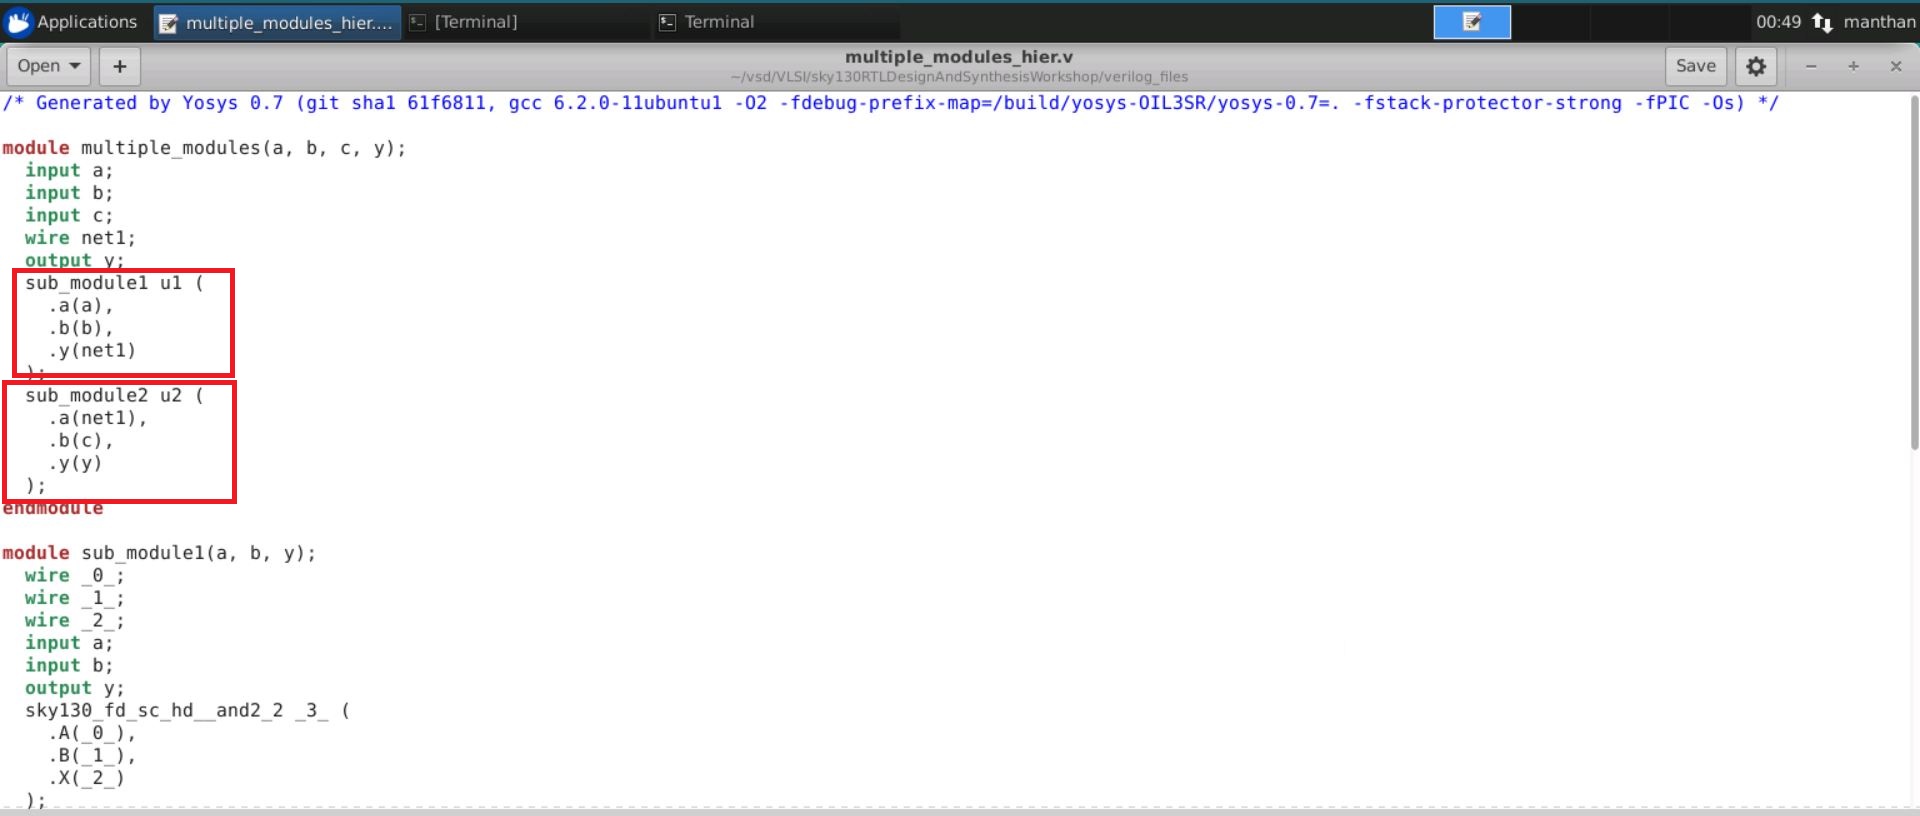 Applications multiple_modules_hier.... [Terminal] Terminal 00:49 manthan
Open + multiple_modules_hier.v Save - + ×
~/vsd/VLSI/sky130RTLDesignAndSynthesisWorkshop/verilog_files
/* Generated by Yosys 0.7 (git sha1 61f6811, gcc 6.2.0-11ubuntu1 -O2 -fdebug-prefix-map=/build/yosys-OIL3SR/yosys-0.7=. -fstack-protector-strong -fPIC -Os) */
module multiple_modules(a, b, c, y);
input a;
input b;
input c;
wire net1;
output y;
sub_module1 u1 (
.a(a),
.b(b),
.y(net1)
);
sub_module2 u2 (
.a(net1),
.b(c),
.y(y)
);
endmodule
module sub_module1(a, b, y);
wire _0_;
wire _1_;
wire _2_;
input a;
input b;
output y;
sky130_fd_sc_hd__and2_2 _3_ (
.A(_0_),
.B(_1_),
.X(_2_)
);